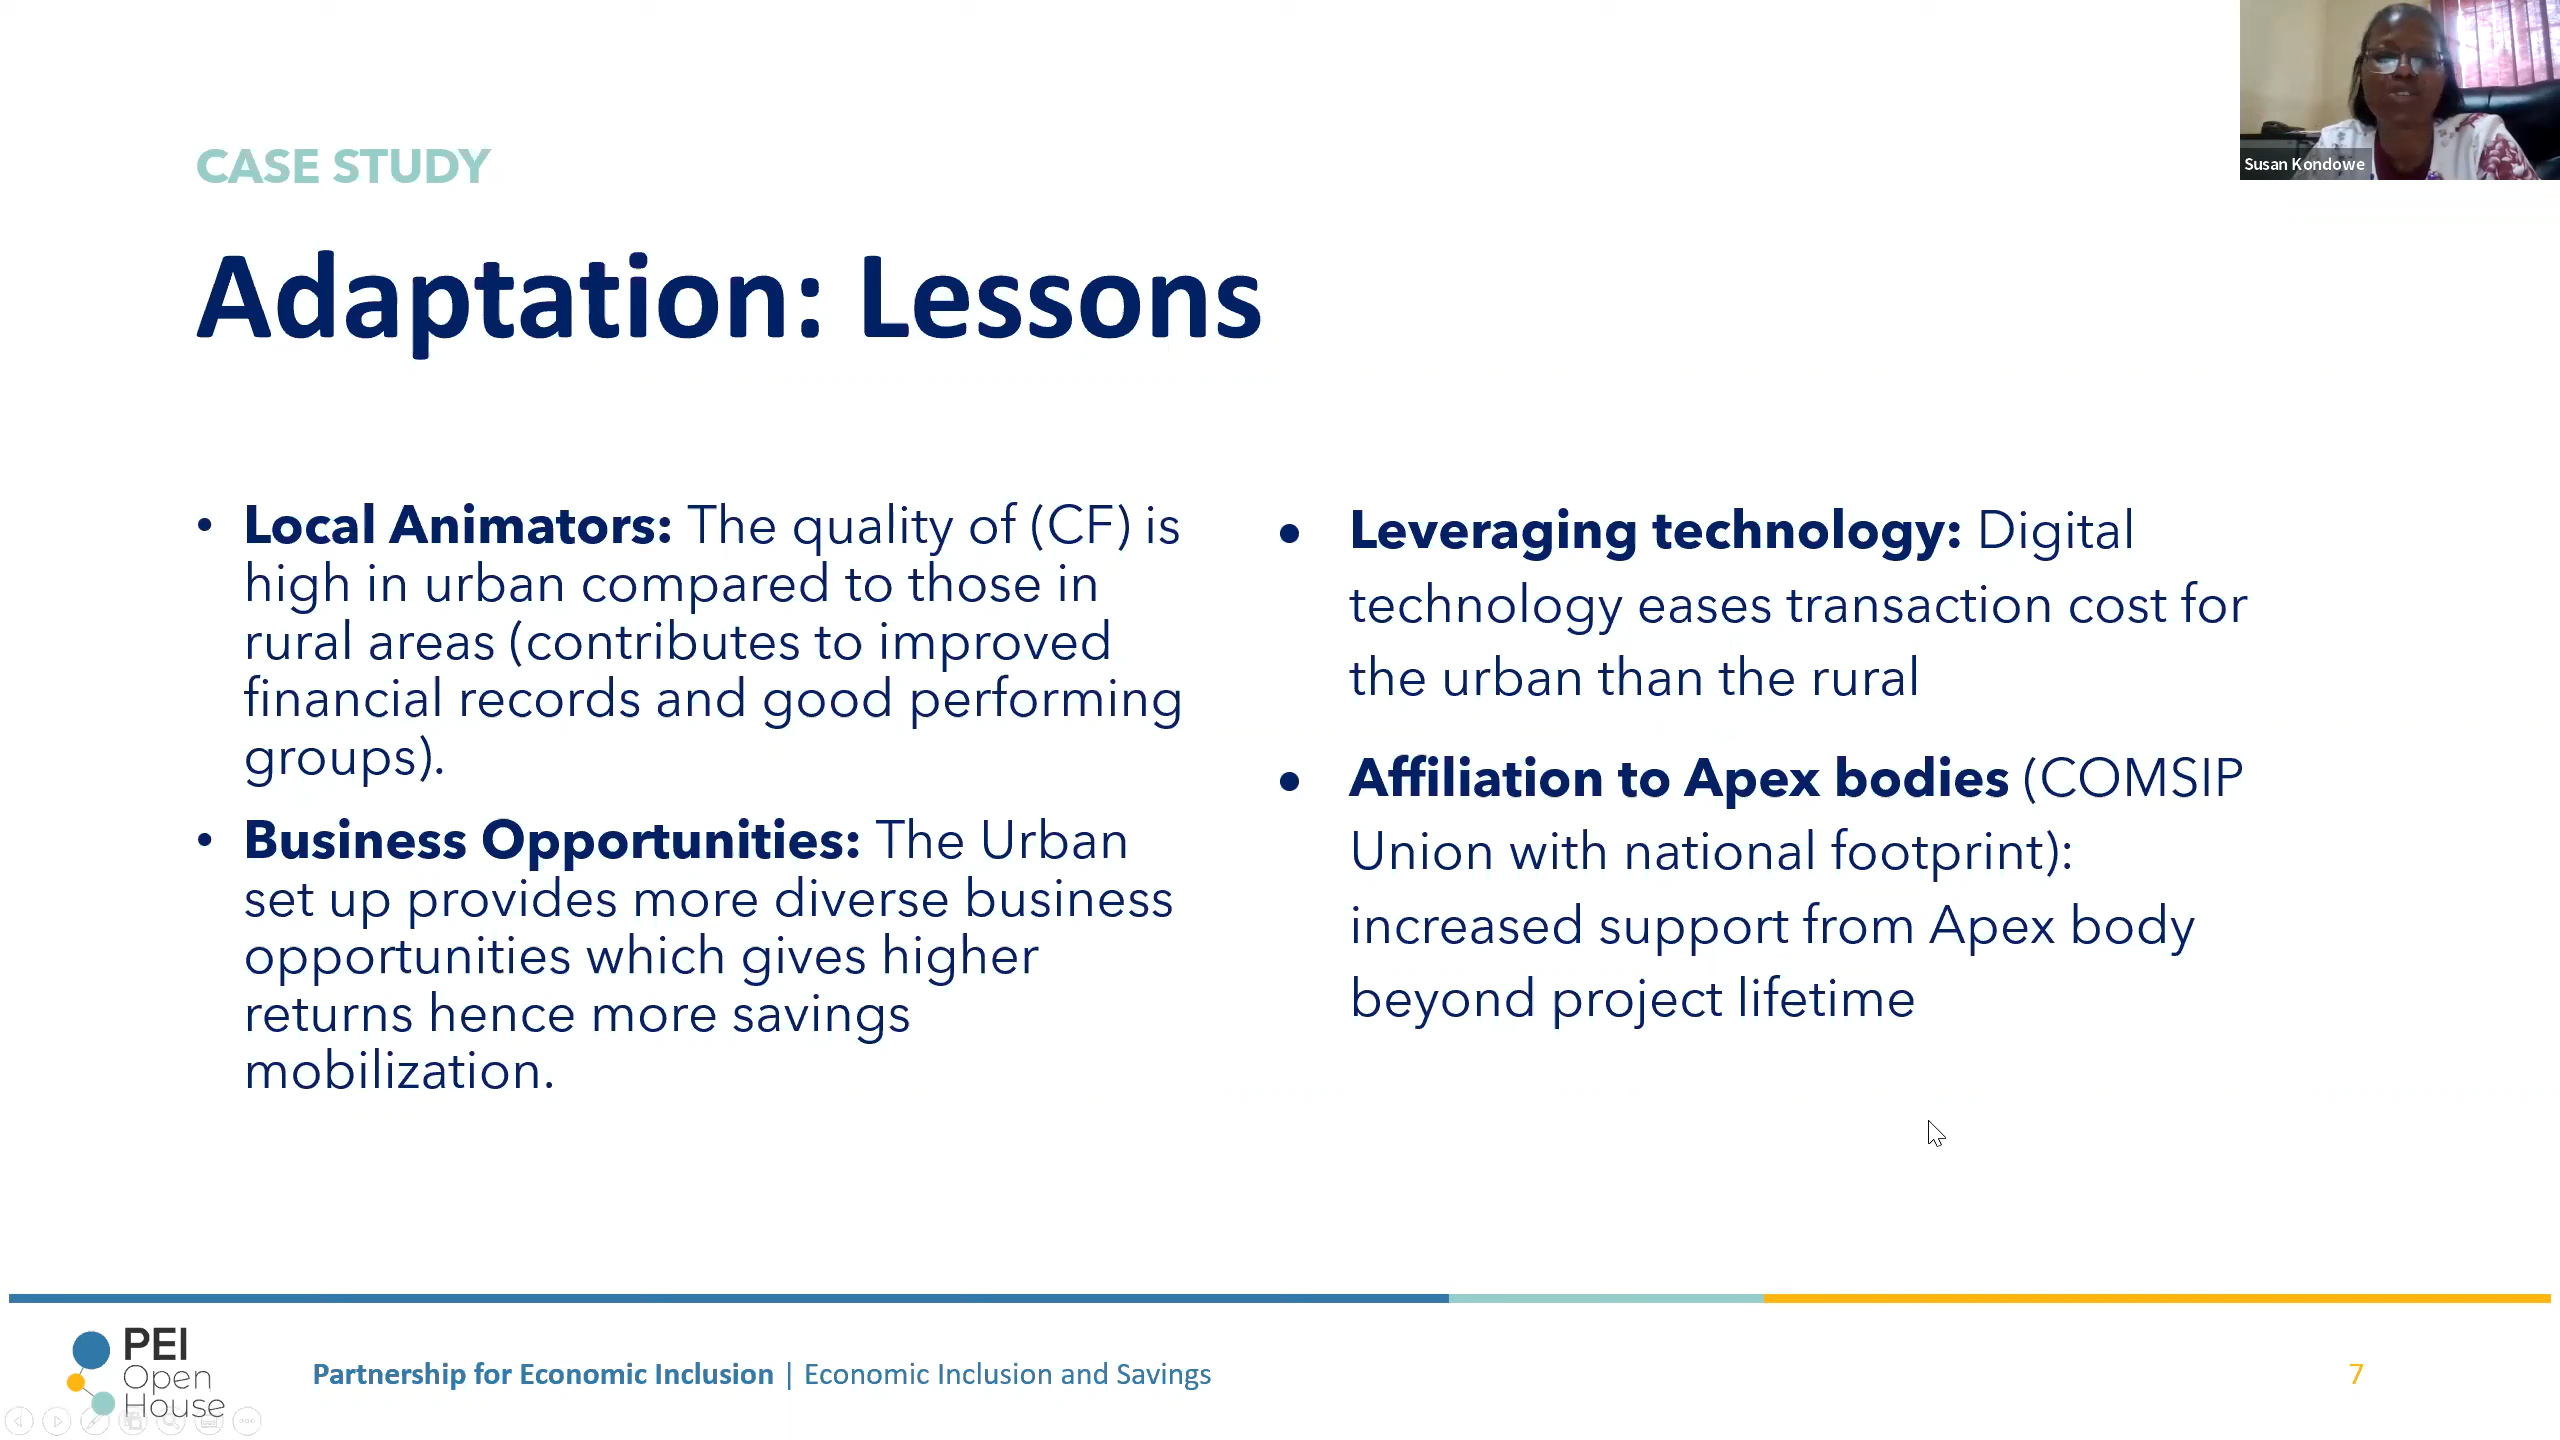 CASE STUDY
Adaptation: Lessons
• Local Animators: The quality of (CF) is
high in urban compared to those in
rural areas (contributes to improved
financial records and good performing
groups).
• Business Opportunities: The Urban
set up provides more diverse business
opportunities which gives higher
returns hence more savings
mobilization.
• Leveraging technology: Digital
technology eases transaction cost for
the urban than the rural
• Affiliation to Apex bodies (COMSIP
Union with national footprint):
increased support from Apex body
beyond project lifetime
Susan Kondowe
PEI
Open
House
Partnership for Economic Inclusion | Economic Inclusion and Savings
7